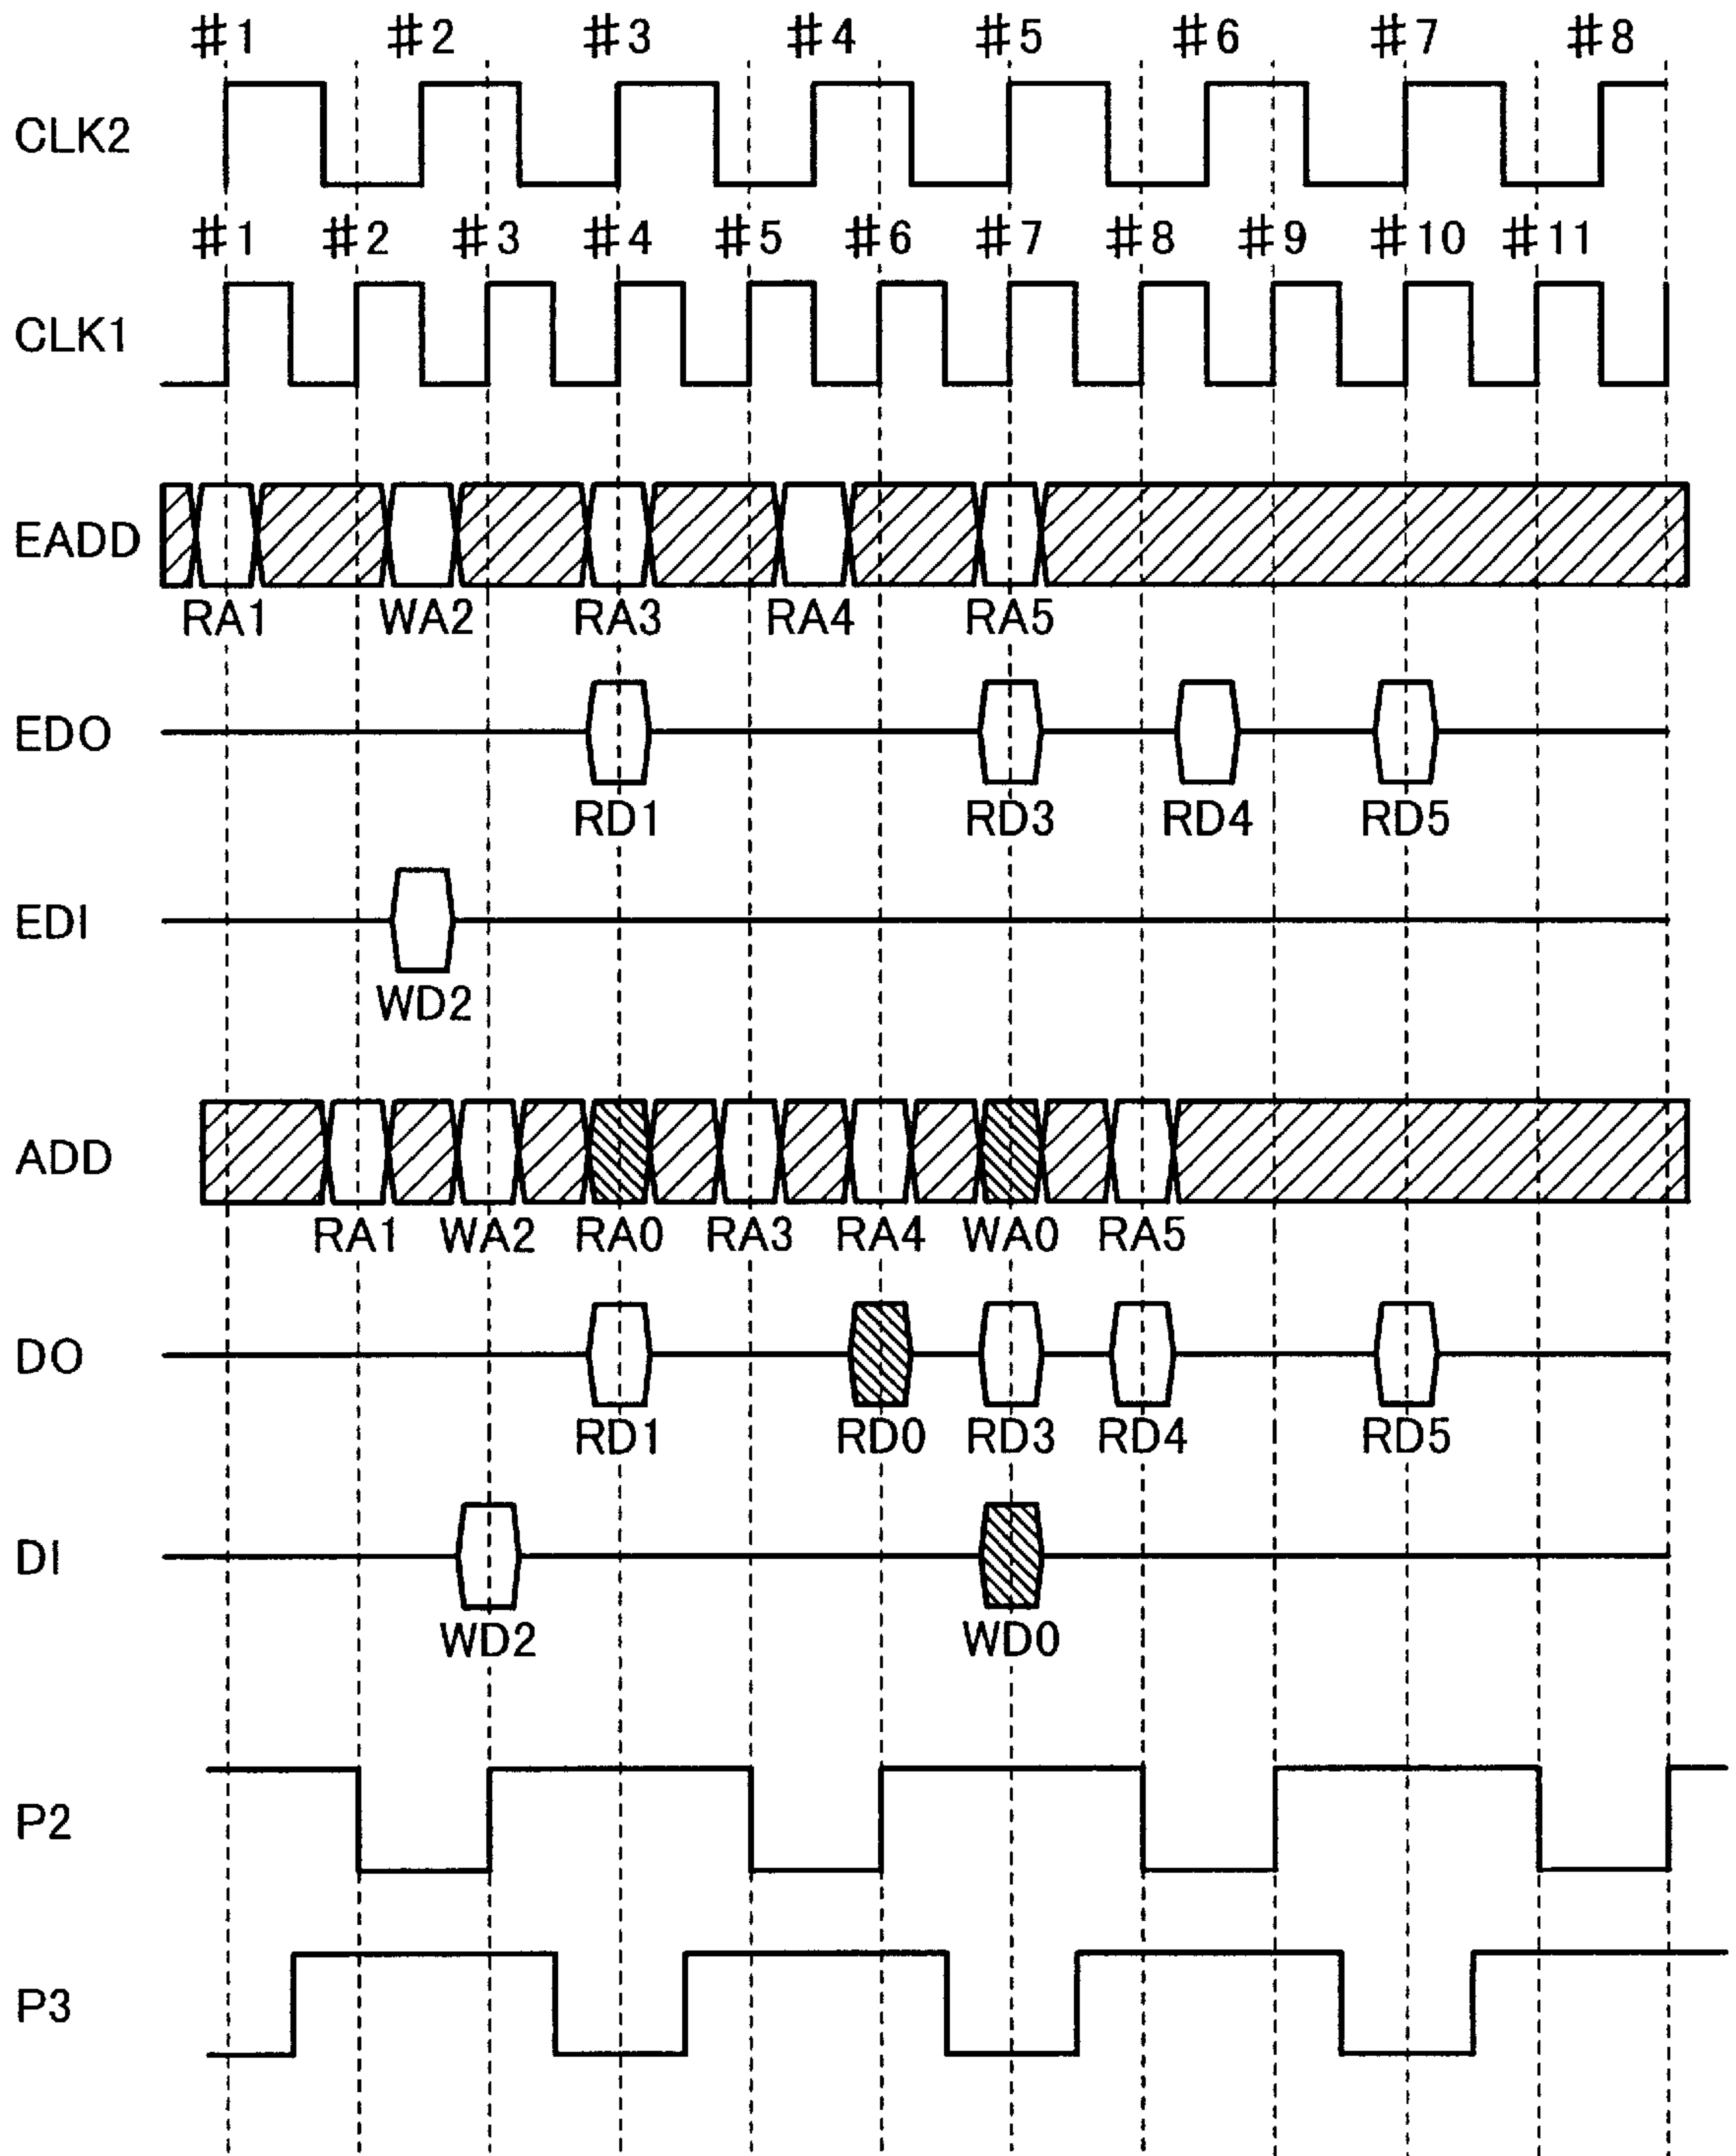 #1 #2 #3 #4 #5 #6 #7 #8
CLK2
#1 #2 #3 #4 #5 #6 #7 #8 #9 #10 #11
CLK1
EADD
RA1 WA2 RA3 RA4 RA5
EDO
RD1 RD3 RD4 RD5
EDI
WD2
ADD
RA1 WA2 RA0 RA3 RA4 WA0 RA5
DO
RD1 RD0 RD3 RD4 RD5
DI
WD2 WD0
P2
P3